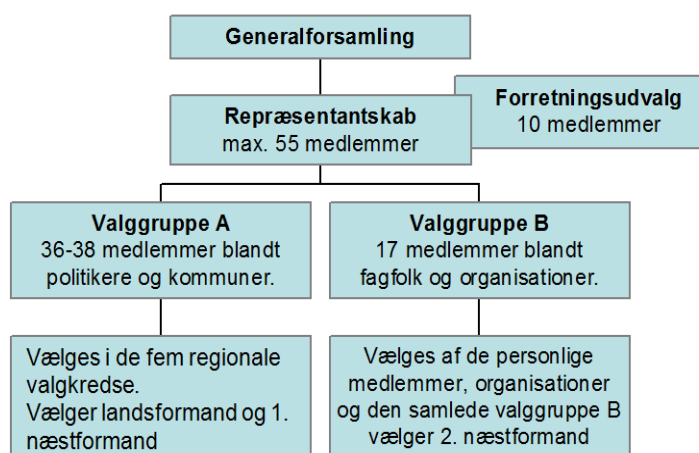 Generalforsamling
Repræsentantskab
max. 55 medlemmer
Forretningsudvalg
10 medlemmer
Valggruppe A
36-38 medlemmer blandt
politikere og kommuner.
Valggruppe B
17 medlemmer blandt
fagfolk og organisationer.
Vælges i de fem regionale
valgkredse.
Vælger landsformand og 1.
næstformand
Vælges af de personlige
medlemmer, organisationer
og den samlede valggruppe B
vælger 2. næstformand